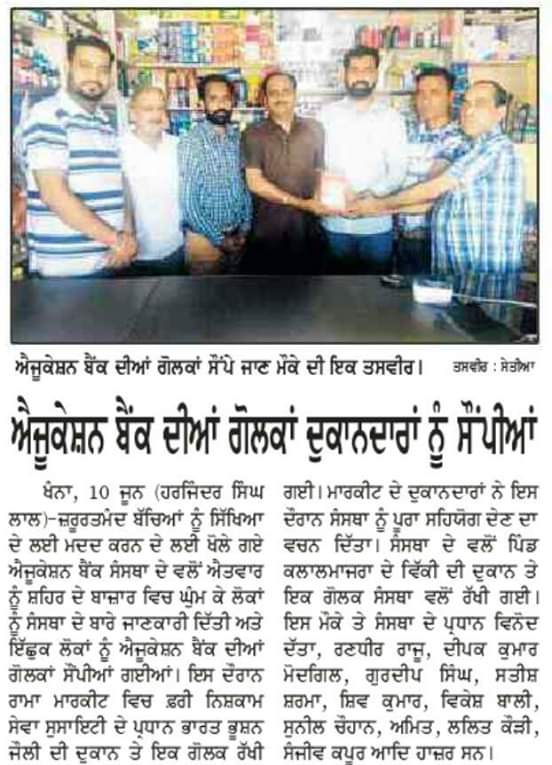 ਐਜੂਕੇਸ਼ਨ ਬੈਂਕ ਦੀਆਂ ਗੋਲਕਾਂ ਸੌਂਪੇ ਜਾਣ ਮੌਕੇ ਦੀ ਇਕ ਤਸਵੀਰ। ਤਸਵੀਰ : ਸੇਤੀਆ
ਐਜੂਕੇਸ਼ਨ ਬੈਂਕ ਦੀਆਂ ਗੋਲਕਾਂ ਦੁਕਾਨਦਾਰਾਂ ਨੂੰ ਸੌਂਪੀਆਂ
ਖੰਨਾ, 10 ਜੂਨ (ਹਰਜਿੰਦਰ ਸਿੰਘ
ਲਾਲ)-ਜ਼ਰੂਰਤਮੰਦ ਬੱਚਿਆਂ ਨੂੰ ਸਿੱਖਿਆ
ਦੇ ਲਈ ਮਦਦ ਕਰਨ ਦੇ ਲਈ ਖੋਲੇ ਗਏ
ਐਜੂਕੇਸ਼ਨ ਬੈਂਕ ਸੰਸਥਾ ਦੇ ਵਲੋਂ ਐਤਵਾਰ
ਨੂੰ ਸ਼ਹਿਰ ਦੇ ਬਾਜ਼ਾਰ ਵਿਚ ਘੁੰਮ ਕੇ ਲੋਕਾਂ
ਨੂੰ ਸੰਸਥਾ ਦੇ ਬਾਰੇ ਜਾਣਕਾਰੀ ਦਿੱਤੀ ਅਤੇ
ਇੱਛੁਕ ਲੋਕਾਂ ਨੂੰ ਐਜੂਕੇਸ਼ਨ ਬੈਂਕ ਦੀਆਂ
ਗੋਲਕਾਂ ਸੌਂਪੀਆਂ ਗਈਆਂ। ਇਸ ਦੌਰਾਨ
ਰਾਮਾ ਮਾਰਕੀਟ ਵਿਚ ਫ਼ਰੀ ਨਿਸ਼ਕਾਮ
ਸੇਵਾ ਸੁਸਾਇਟੀ ਦੇ ਪ੍ਰਧਾਨ ਭਾਰਤ ਭੂਸ਼ਨ
ਜੌਲੀ ਦੀ ਦੁਕਾਨ ਤੇ ਇਕ ਗੋਲਕ ਰੱਖੀ
ਗਈ। ਮਾਰਕੀਟ ਦੇ ਦੁਕਾਨਦਾਰਾਂ ਨੇ ਇਸ
ਦੌਰਾਨ ਸੰਸਥਾ ਨੂੰ ਪੂਰਾ ਸਹਿਯੋਗ ਦੇਣ ਦਾ
ਵਚਨ ਦਿੱਤਾ। ਸੰਸਥਾ ਦੇ ਵਲੋਂ ਪਿੰਡ
ਕਲਾਲਮਾਜਰਾ ਦੇ ਵਿੱਕੀ ਦੀ ਦੁਕਾਨ ਤੇ
ਇਕ ਗੋਲਕ ਸੰਸਥਾ ਵਲੋਂ ਰੱਖੀ ਗਈ।
ਇਸ ਮੌਕੇ ਤੇ ਸੰਸਥਾ ਦੇ ਪ੍ਰਧਾਨ ਵਿਨੋਦ
ਦੱਤਾ, ਰਣਧੀਰ ਰਾਜੂ, ਦੀਪਕ ਕੁਮਾਰ
ਮੋਦਗਿਲ, ਗੁਰਦੀਪ ਸਿੰਘ, ਸਤੀਸ਼
ਸ਼ਰਮਾ, ਸ਼ਿਵ ਕੁਮਾਰ, ਵਿਕੇਸ਼ ਬਾਲੀ,
ਸੁਨੀਲ ਚੌਹਾਨ, ਅਮਿਤ, ਲਲਿਤ ਕੌੜੀ,
ਸੰਜੀਵ ਕਪੂਰ ਆਦਿ ਹਾਜ਼ਰ ਸਨ।